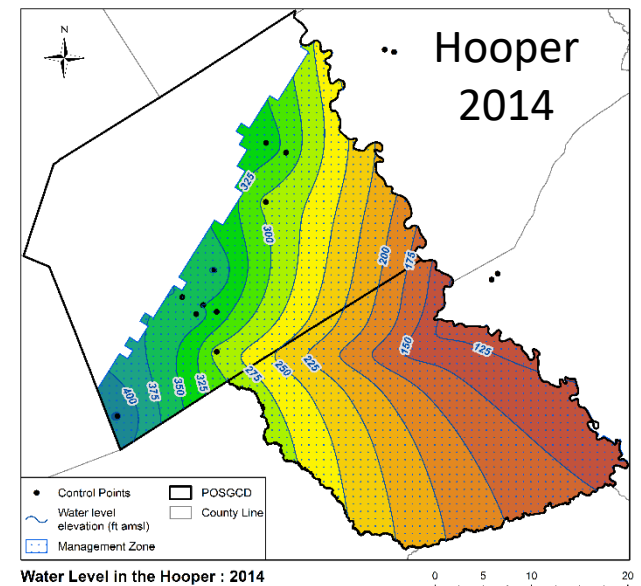 N
Hooper
2014
325
300
200
175
150
125
400
375
350
325
275
250
225
Control Points
POSGCD
Water level
elevation (ft amsl)
County Line
Management Zone
Water Level in the Hooper : 2014
0 5 10 20